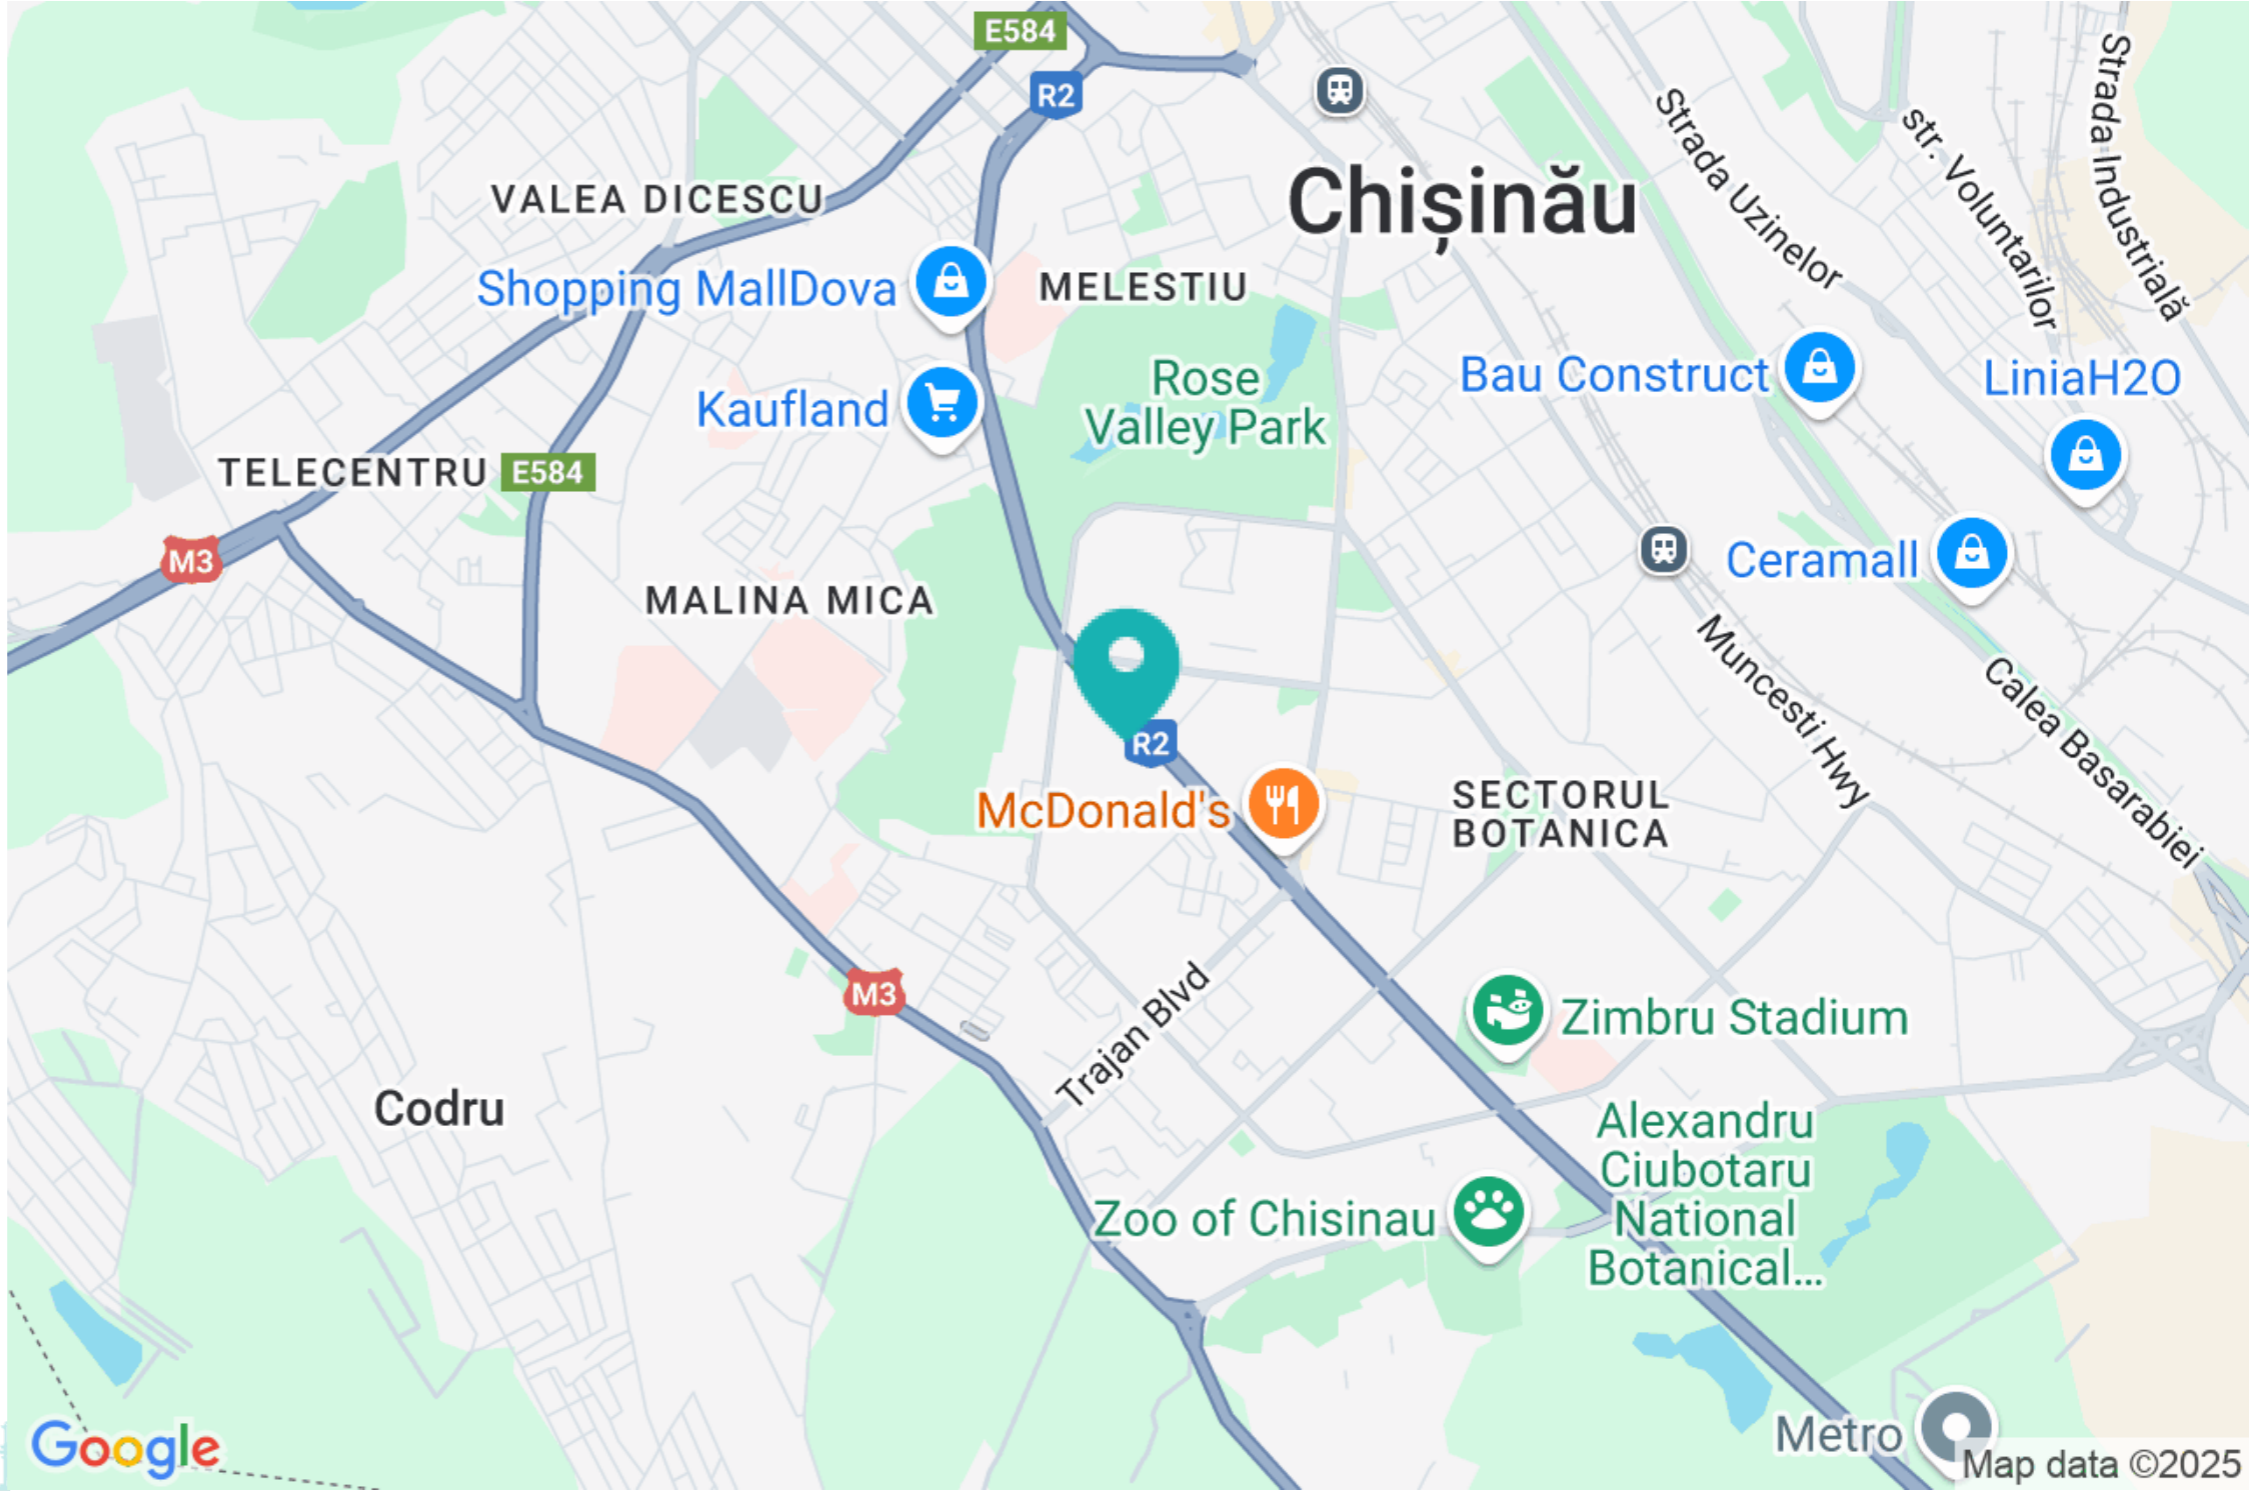 E584
R2
Strada Industrială
Strada Uzinelor
str. Voluntarilor
VALEA DICESCU
Chișinău
Shopping MallDova
MELESTIU
Rose
Valley Park
Bau Construct
LiniaH2O
Kaufland
TELECENTRU
E584
M3
Ceramall
MALINA MICA
Muncesti Hwy
Calea Basarabiei
R2
McDonald's
SECTORUL
BOTANICA
M3
Trajan Blvd
Zimbru Stadium
Codru
Alexandru
Ciubotaru
National
Botanical...
Zoo of Chisinau
Metro
Google
Map data ©2025